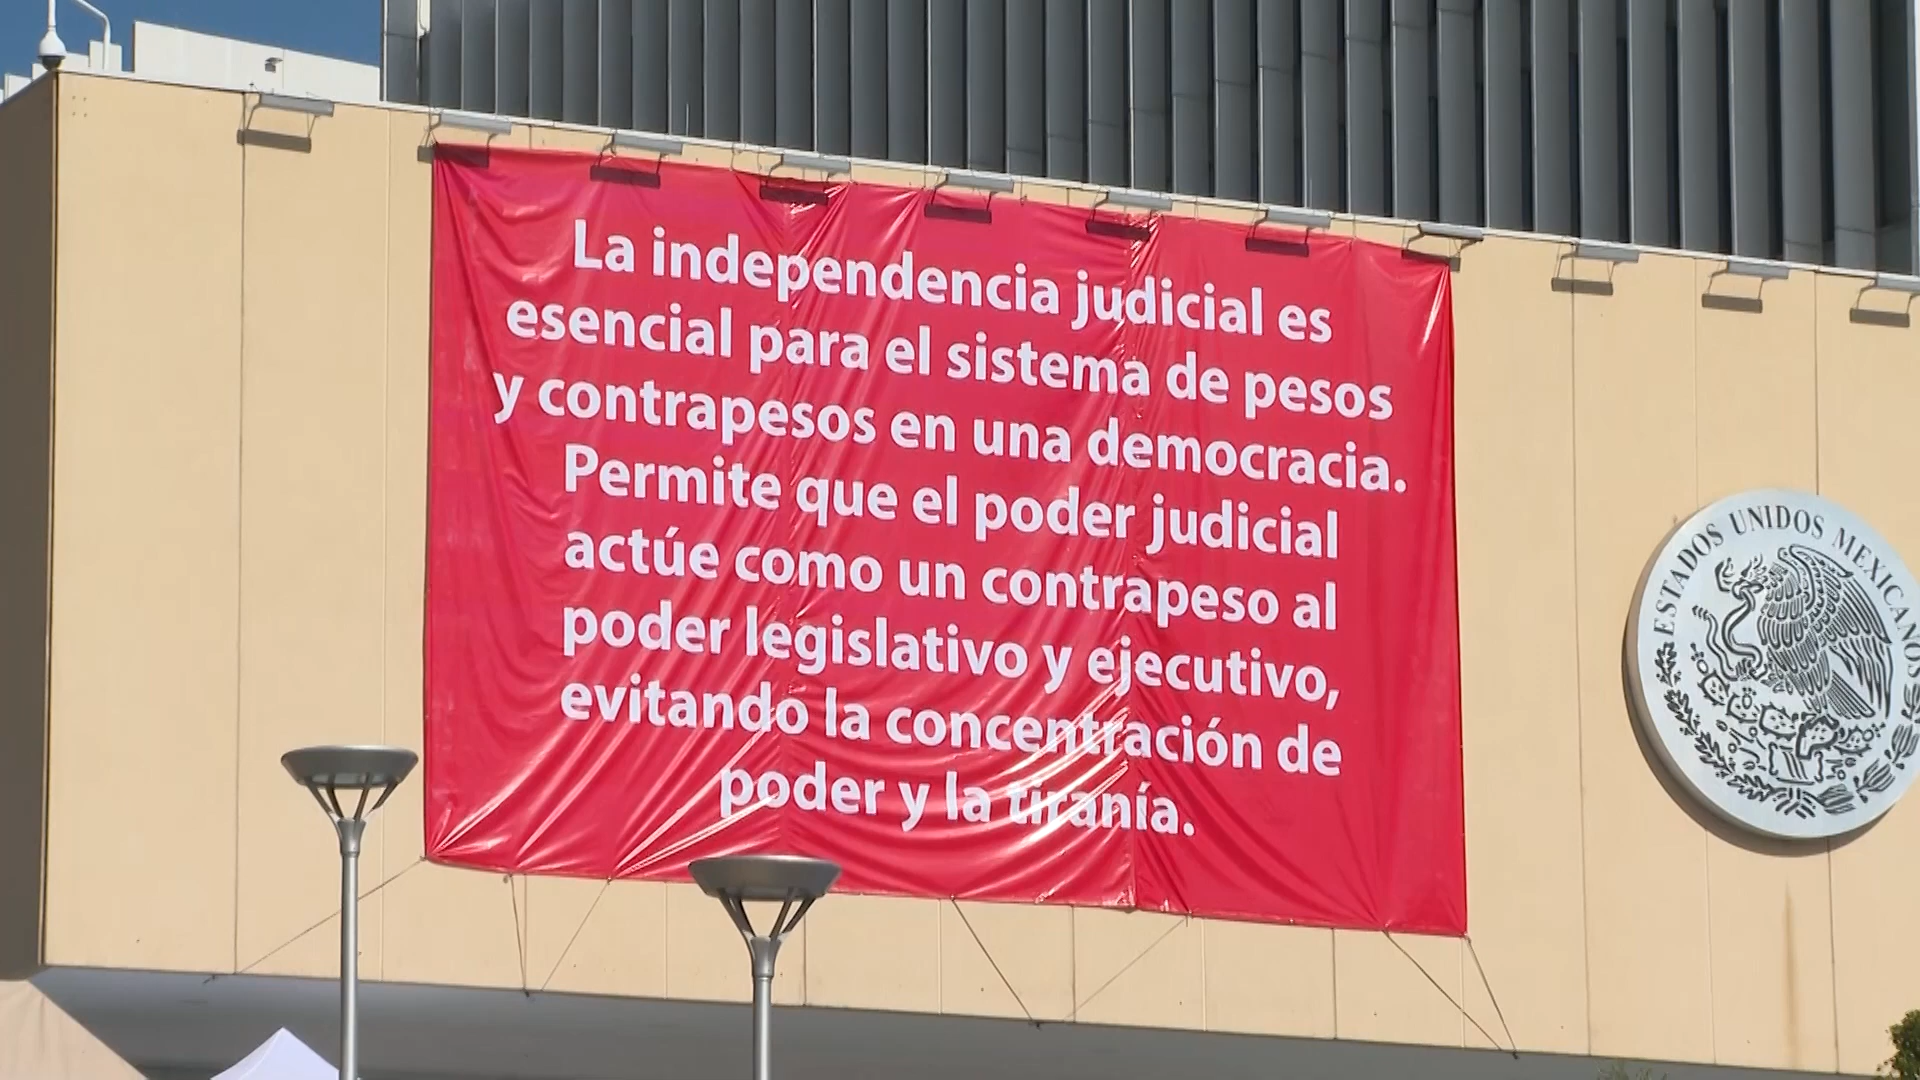 La independencia judicial es
esencial para el sistema de pesos
y contrapesos en una democracia.
Permite que el poder judicial
actúe como un contrapeso al
poder legislativo y ejecutivo,
evitando la concentración de
poder y la tiranía.
ESTADOS UNIDOS MEXICANOS